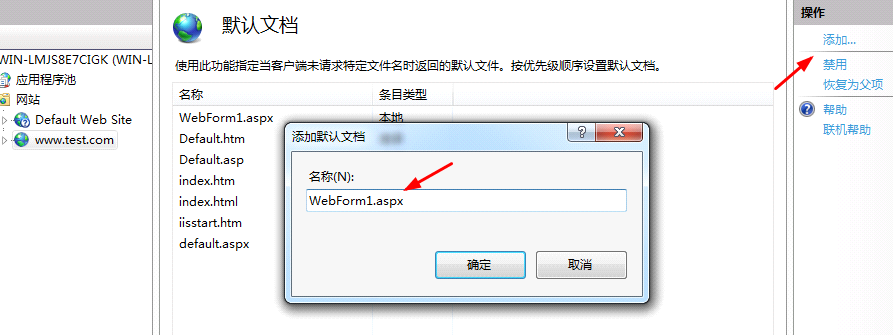 默认文档
操作
添加...
禁用
恢复为父项
帮助
联机帮助
WIN-LMJS8E7CIGK (WIN-L
应用程序池
网站
Default Web Site
www.test.com
使用此功能指定当客户端未请求特定文件名时返回的默认文件。按优先级顺序设置默认文档。
名称 条目类型
WebForm1.aspx 本地
Default.htm
Default.asp
index.htm
index.html
iisstart.htm
default.aspx
添加默认文档
名称(N):
WebForm1.aspx
确定 取消